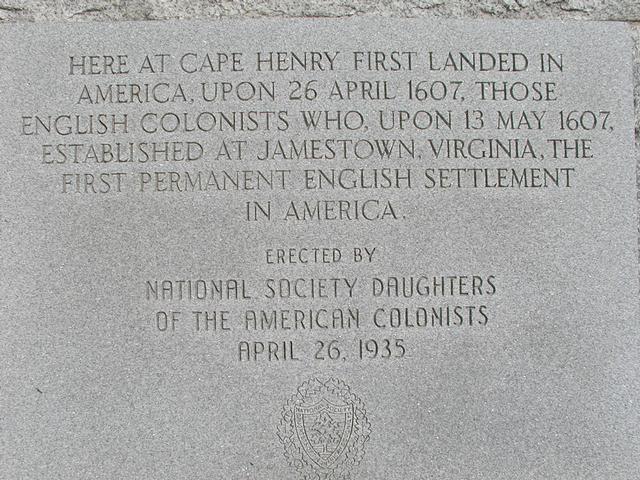 HERE AT CAPE HENRY FIRST LANDED IN
AMERICA, UPON 26 APRIL 1607, THOSE
ENGLISH COLONISTS WHO, UPON 13 MAY 1607,
ESTABLISHED AT JAMESTOWN, VIRGINIA, THE
FIRST PERMANENT ENGLISH SETTLEMENT
IN AMERICA.
ERECTED BY
NATIONAL SOCIETY DAUGHTERS
OF THE AMERICAN COLONISTS
APRIL 26, 1935
NATIONAL SOCIETY